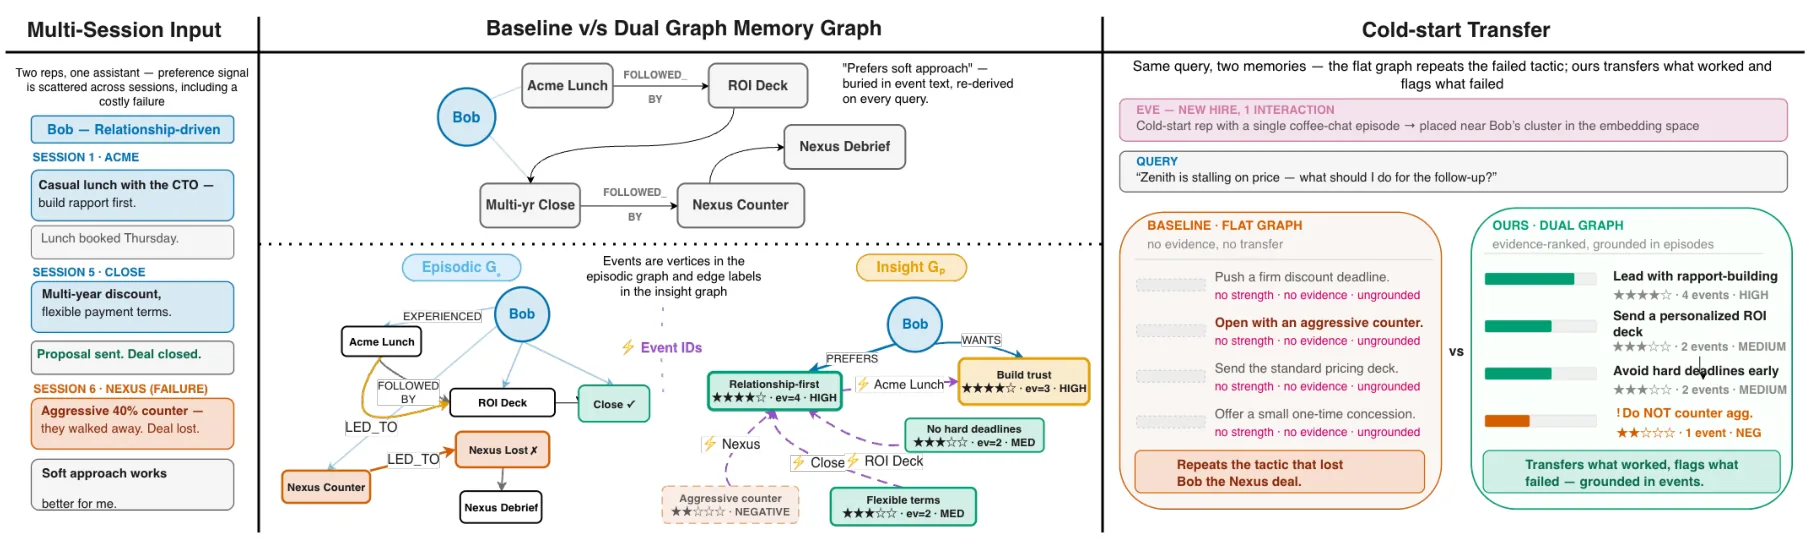 Multi-Session Input
Two reps, one assistant — preference signal
is scattered across sessions, including a
costly failure
Bob — Relationship-driven
SESSION 1 · ACME
Casual lunch with the CTO —
build rapport first.
Lunch booked Thursday.
SESSION 5 · CLOSE
Multi-year discount,
flexible payment terms.
Proposal sent. Deal closed.
SESSION 6 · NEXUS (FAILURE)
Aggressive 40% counter —
they walked away. Deal lost.
Soft approach works
better for me.
Baseline v/s Dual Graph Memory Graph
Bob
Acme Lunch
FOLLOWED_
BY
ROI Deck
"Prefers soft approach" —
buried in event text, re-derived
on every query.
Nexus Debrief
Multi-yr Close
FOLLOWED_
BY
Nexus Counter
Episodic Gₑ
Events are vertices in the
episodic graph and edge labels
in the insight graph
⚡ Event IDs
Bob
EXPERIENCED
Acme Lunch
FOLLOWED
BY
ROI Deck
Close ✓
LED_TO
LED_TO
Nexus Lost ✗
Nexus Counter
Nexus Debrief
Insight Gₚ
Bob
PREFERS
WANTS
Relationship-first
★★★★☆ · ev=4 · HIGH
⚡ Acme Lunch
Build trust
★★★★☆ · ev=3 · HIGH
No hard deadlines
★★★☆☆ · ev=2 · MED
⚡ Nexus
⚡ Close
⚡ ROI Deck
Aggressive counter
★★☆☆☆ · NEGATIVE
Flexible terms
★★★☆☆ · ev=2 · MED
Cold-start Transfer
Same query, two memories — the flat graph repeats the failed tactic; ours transfers what worked and
flags what failed
EVE — NEW HIRE, 1 INTERACTION
Cold-start rep with a single coffee-chat episode → placed near Bob's cluster in the embedding space
QUERY
“Zenith is stalling on price — what should I do for the follow-up?”
BASELINE · FLAT GRAPH
no evidence, no transfer
Push a firm discount deadline.
no strength · no evidence · ungrounded
Open with an aggressive counter.
no strength · no evidence · ungrounded
Send the standard pricing deck.
no strength · no evidence · ungrounded
Offer a small one-time concession.
no strength · no evidence · ungrounded
Repeats the tactic that lost
Bob the Nexus deal.
vs
OURS · DUAL GRAPH
evidence-ranked, grounded in episodes
Lead with rapport-building
★★★★☆ · 4 events · HIGH
Send a personalized ROI
deck
★★★☆☆ · 2 events · MEDIUM
Avoid hard deadlines early
★★★☆☆ · 2 events · MEDIUM
! Do NOT counter agg.
★★☆☆☆ · 1 event · NEG
Transfers what worked, flags what
failed — grounded in events.